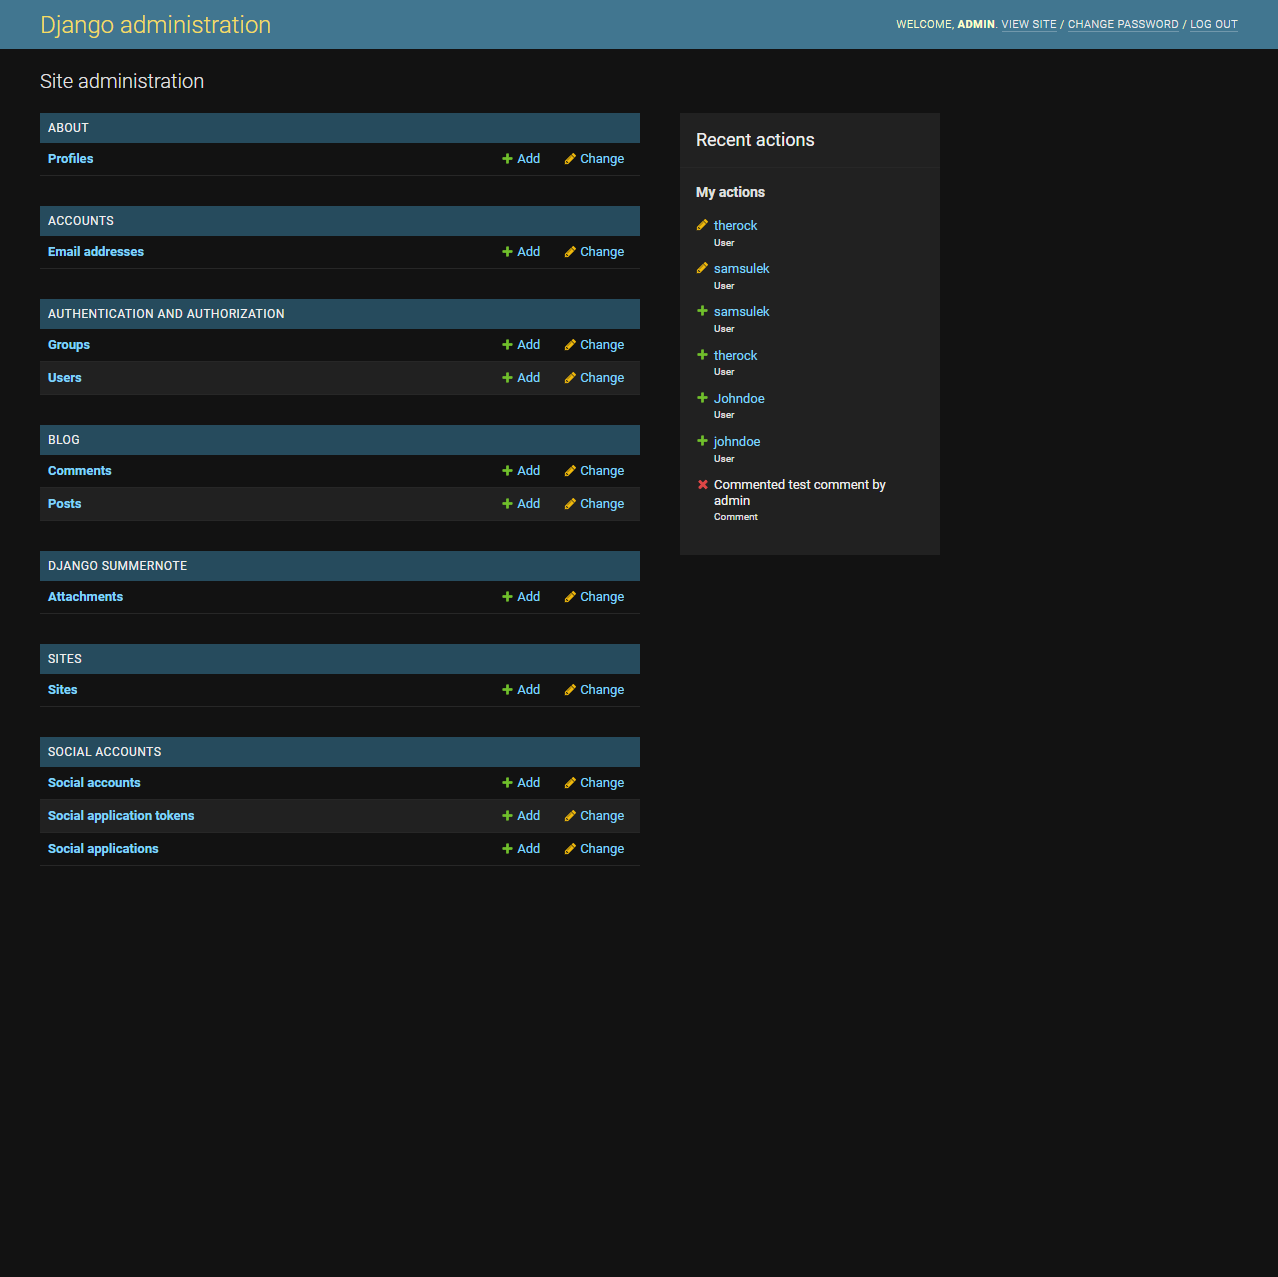 Django administration
WELCOME, ADMIN. VIEW SITE / CHANGE PASSWORD / LOG OUT
Site administration
ABOUT
Profiles Add Change
ACCOUNTS
Email addresses Add Change
AUTHENTICATION AND AUTHORIZATION
Groups Add Change
Users Add Change
BLOG
Comments Add Change
Posts Add Change
DJANGO SUMMERNOTE
Attachments Add Change
SITES
Sites Add Change
SOCIAL ACCOUNTS
Social accounts Add Change
Social application tokens Add Change
Social applications Add Change
Recent actions
My actions
therock
User
samsulek
User
samsulek
User
therock
User
Johndoe
User
johndoe
User
Commented test comment by
admin
Comment